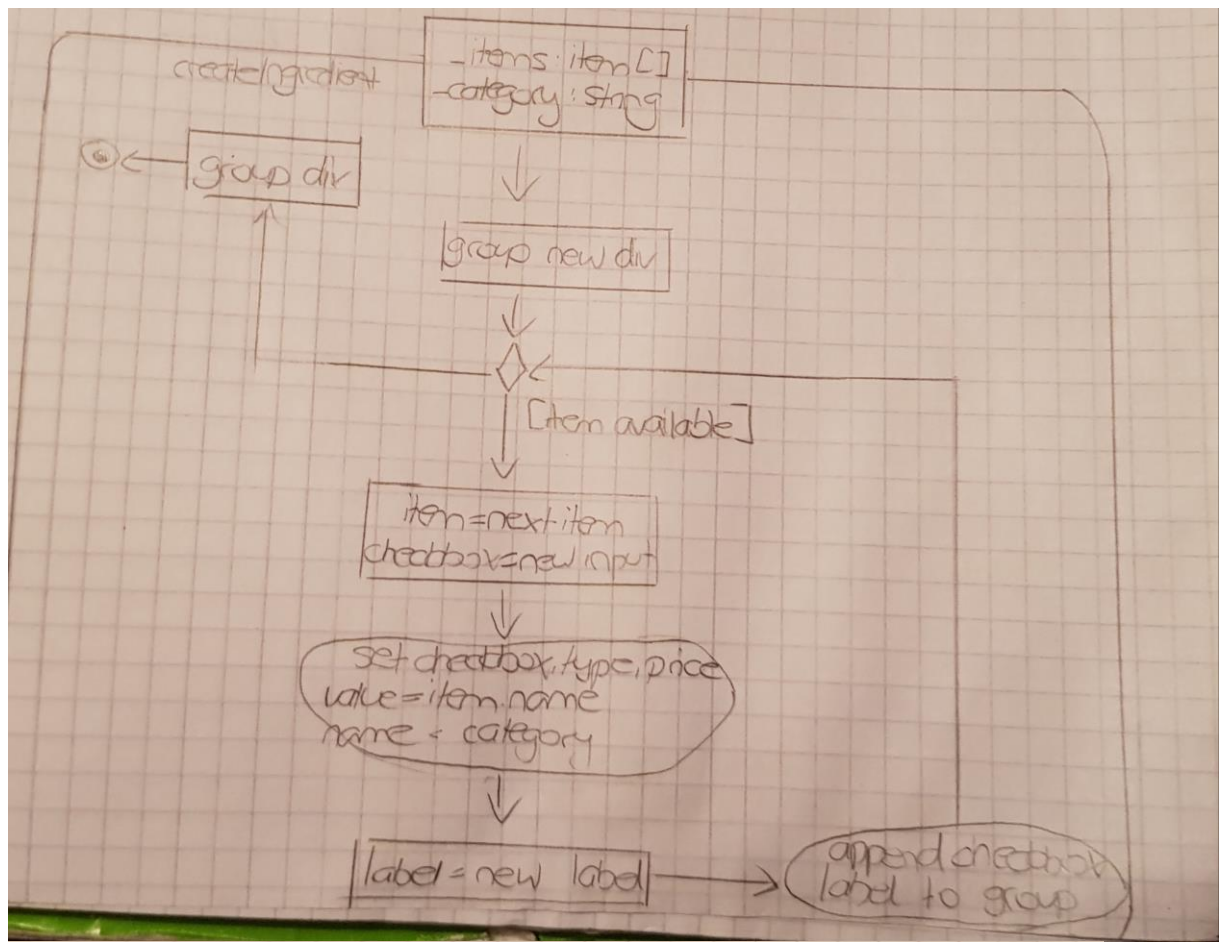 createIngredient
-items: item []
-category: string
group div
group new div
[item available]
item=next item
checkbox=new input
set checkbox, type, price
value=item.name
name = category
label = new label
append checkbox
label to group